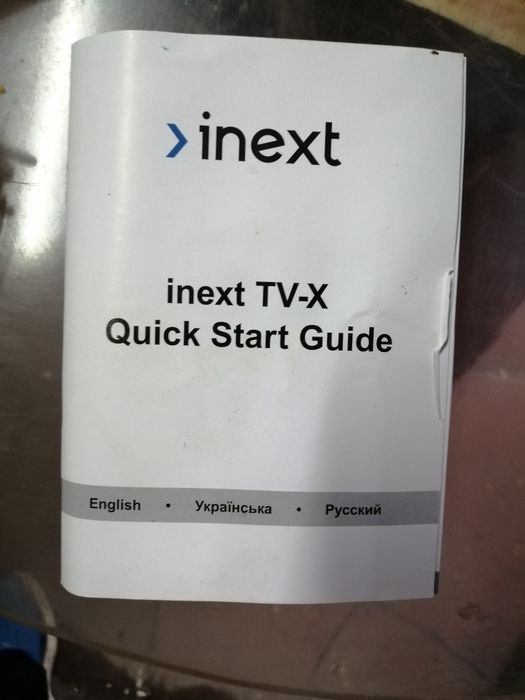 inext
inext TV-X
Quick Start Guide
English • Українська • Русский